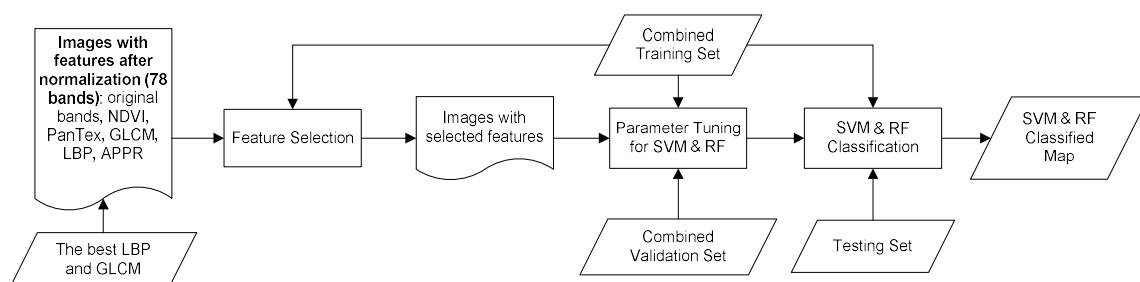 Images with
features after
normalization (78
bands): original
bands, NDVI,
PanTex, GLCM,
LBP, APPR
The best LBP
and GLCM
Feature Selection
Images with
selected features
Combined
Training Set
Parameter Tuning
for SVM & RF
Combined
Validation Set
SVM & RF
Classification
Testing Set
SVM & RF
Classified
Map